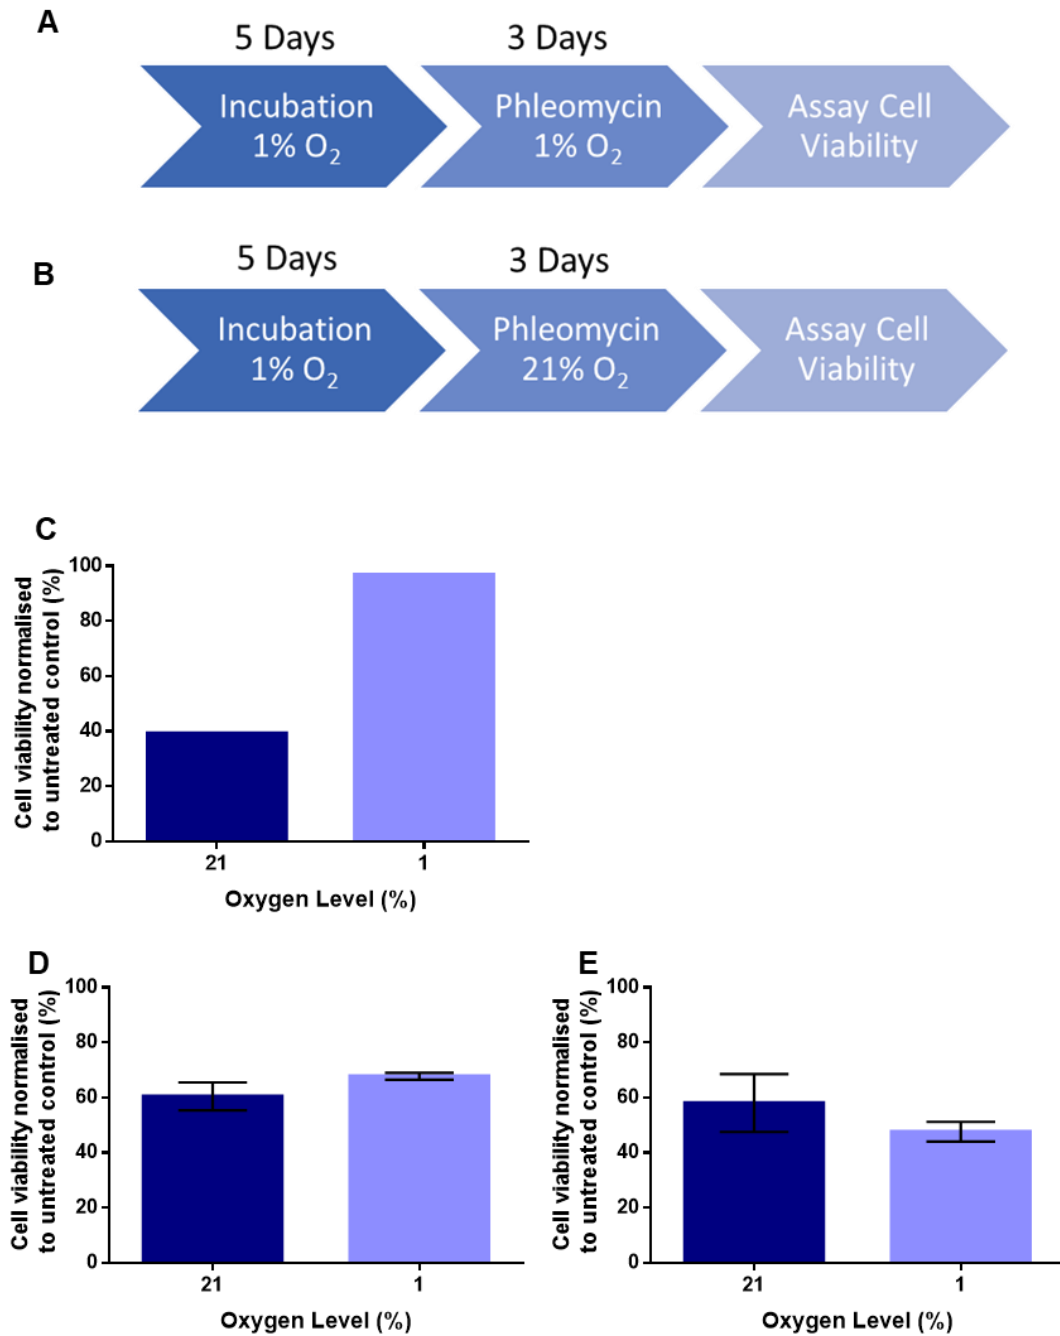 A
5 Days
3 Days
Incubation
1% O₂
Phleomycin
1% O₂
Assay Cell
Viability
B
5 Days
3 Days
Incubation
1% O₂
Phleomycin
21% O₂
Assay Cell
Viability
C
Cell viability normalised
to untreated control (%)
100
80
60
40
20
0
21
1
Oxygen Level (%)
D
Cell viability normalised
to untreated control (%)
100
80
60
40
20
0
21
1
Oxygen Level (%)
E
Cell viability normalised
to untreated control (%)
100
80
60
40
20
0
21
1
Oxygen Level (%)